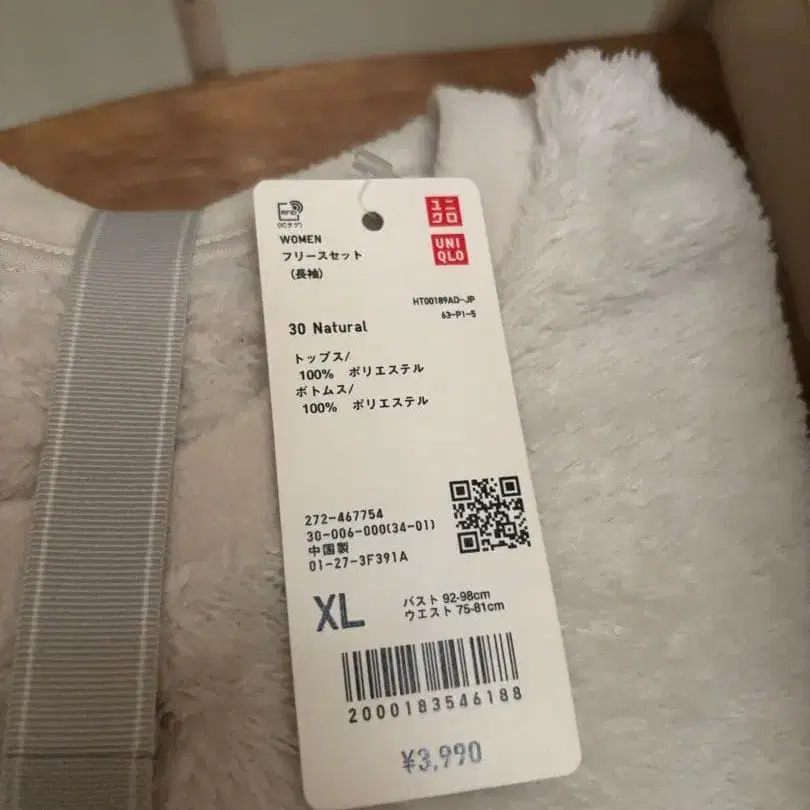 RFID
(ICタグ)
WOMEN
フリースセット
(長袖)
ユニ
クロ
UNI
QLO
HT00189AD-JP
63-P1-5
30 Natural
トップス/
100% ポリエステル
ボトムス/
100% ポリエステル
272-467754
30-006-000(34-01)
中国製
01-27-3F391A
XL
バスト 92-98cm
ウエスト 75-81cm
2000183546188
¥3,990